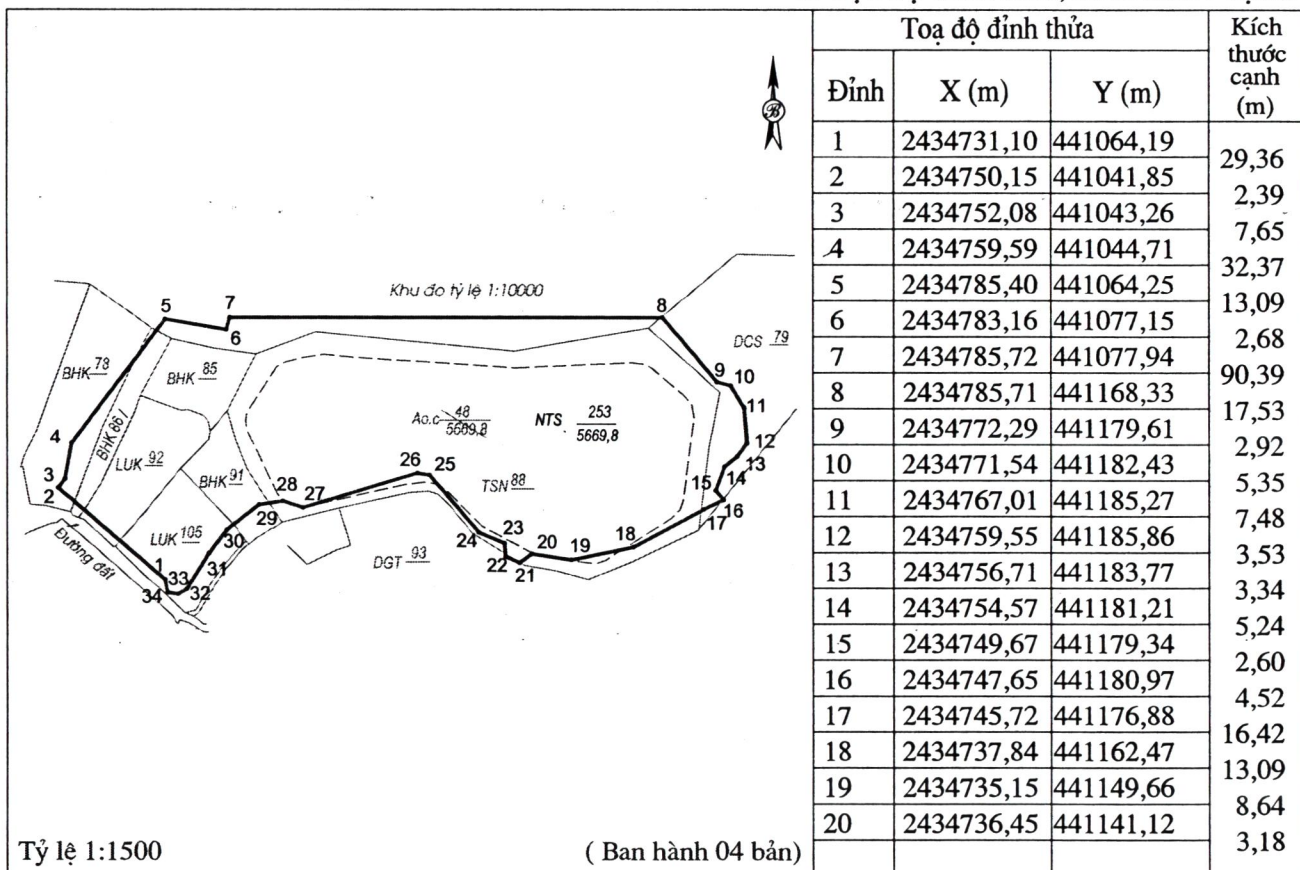 Toạ độ đỉnh thửa
Kích thước cạnh (m)
Đỉnh X (m) Y (m)
1 2434731,10 441064,19
29,36
2 2434750,15 441041,85
2,39
3 2434752,08 441043,26
7,65
4 2434759,59 441044,71
32,37
5 2434785,40 441064,25
13,09
6 2434783,16 441077,15
2,68
7 2434785,72 441077,94
90,39
8 2434785,71 441168,33
17,53
9 2434772,29 441179,61
2,92
10 2434771,54 441182,43
5,35
11 2434767,01 441185,27
7,48
12 2434759,55 441185,86
3,53
13 2434756,71 441183,77
3,34
14 2434754,57 441181,21
5,24
15 2434749,67 441179,34
2,60
16 2434747,65 441180,97
4,52
17 2434745,72 441176,88
16,42
18 2434737,84 441162,47
13,09
19 2434735,15 441149,66
8,64
20 2434736,45 441141,12
3,18
B
Khu đo tỷ lệ 1:10000
5
7
8
6
DCS 79
BHK 78
BHK 85
9
10
11
12
13
14
15
16
17
4
3
2
BHK 86
LUK 92
BHK 91
LUK 105
Ao.c 48
5669,8
NTS 253
5669,8
TSN 88
DGT 93
26
25
28
27
29
30
31
23
24
22
21
20
19
18
1
33
34
32
Đường đất
Tỷ lệ 1:1500
( Ban hành 04 bản)